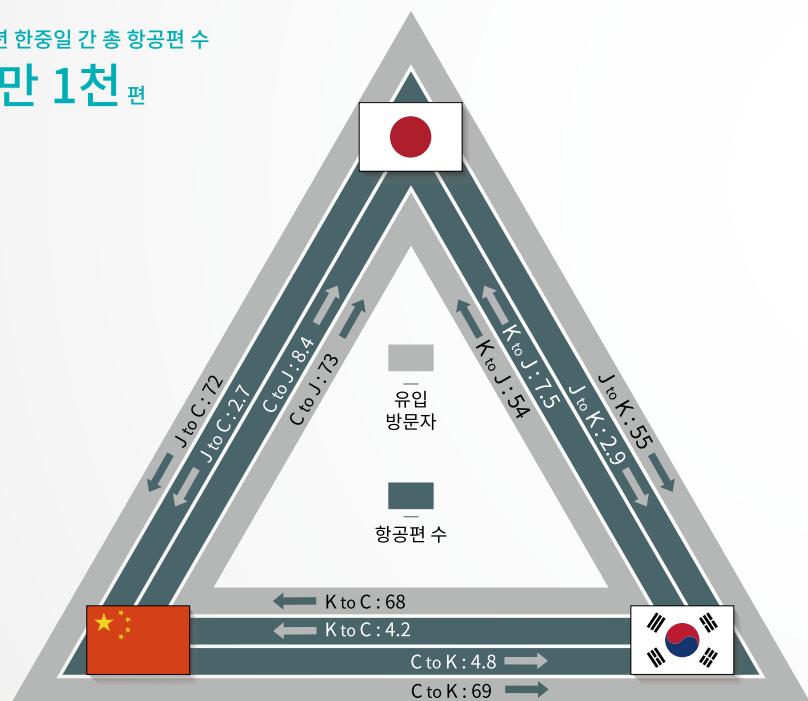 한중일 간 총 항공편 수
만 1천 편
J to C : 72
J to C : 2.7
C to J : 8.4
C to J : 73
K to J : 54
K to J : 7.5
J to K : 2.9
J to K : 55
유입
방문자
항공편 수
K to C : 68
K to C : 4.2
C to K : 4.8
C to K : 69